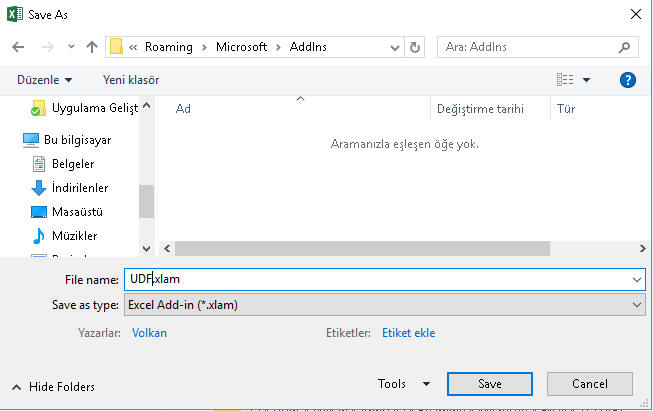 Save As
« Roaming > Microsoft > AddIns >
Ara: AddIns
Düzenle
Yeni klasör
?
Uygulama Gelişt
Bu bilgisayar
Belgeler
İndirilenler
Masaüstü
Müzikler
Ad
Değiştirme tarihi
Tür
Aramanızla eşleşen öğe yok.
File name: UDF.xlam
Save as type: Excel Add-in (*.xlam)
Yazarlar: Volkan
Etiketler: Etiket ekle
Hide Folders
Tools
Save
Cancel